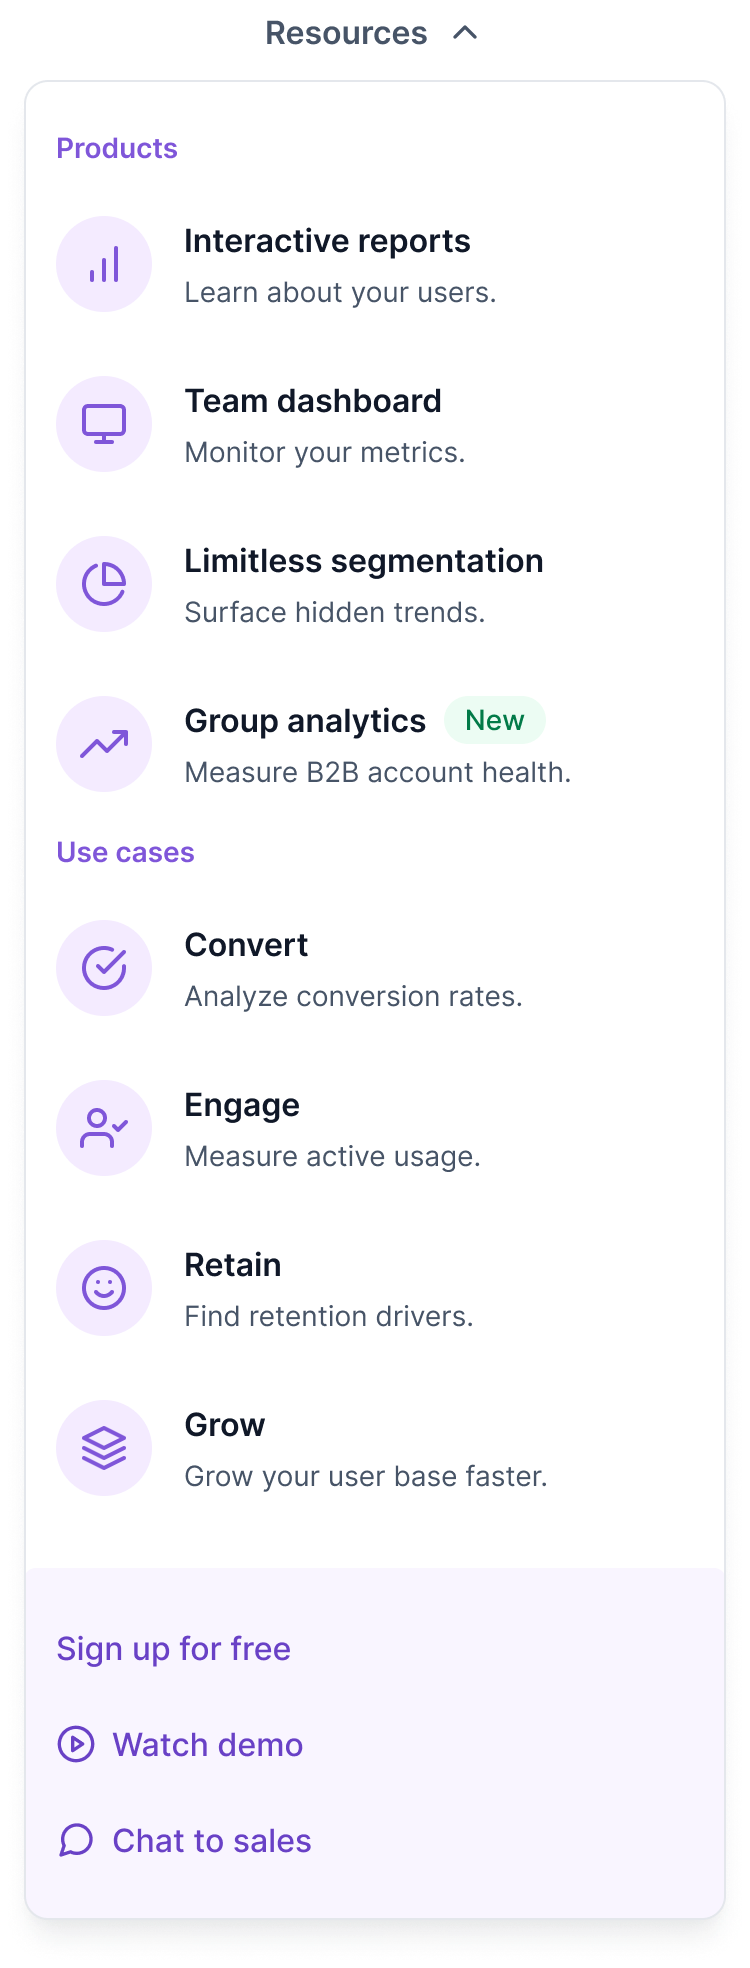 Resources
Products
Interactive reports
Learn about your users.
Team dashboard
Monitor your metrics.
Limitless segmentation
Surface hidden trends.
Group analytics New
Measure B2B account health.
Use cases
Convert
Analyze conversion rates.
Engage
Measure active usage.
Retain
Find retention drivers.
Grow
Grow your user base faster.
Sign up for free
Watch demo
Chat to sales